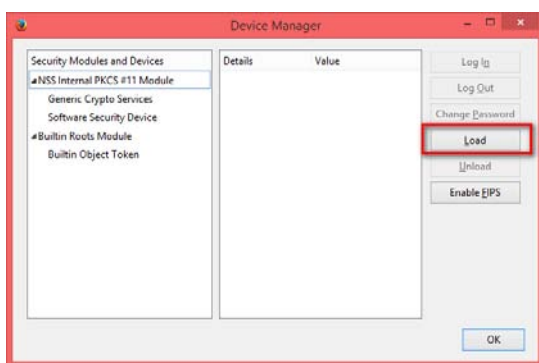 Device Manager
Security Modules and Devices
NSS Internal PKCS #11 Module
Generic Crypto Services
Software Security Device
Builtin Roots Module
Builtin Object Token
Details Value
Log In
Log Out
Change Password
Load
Unload
Enable FIPS
OK